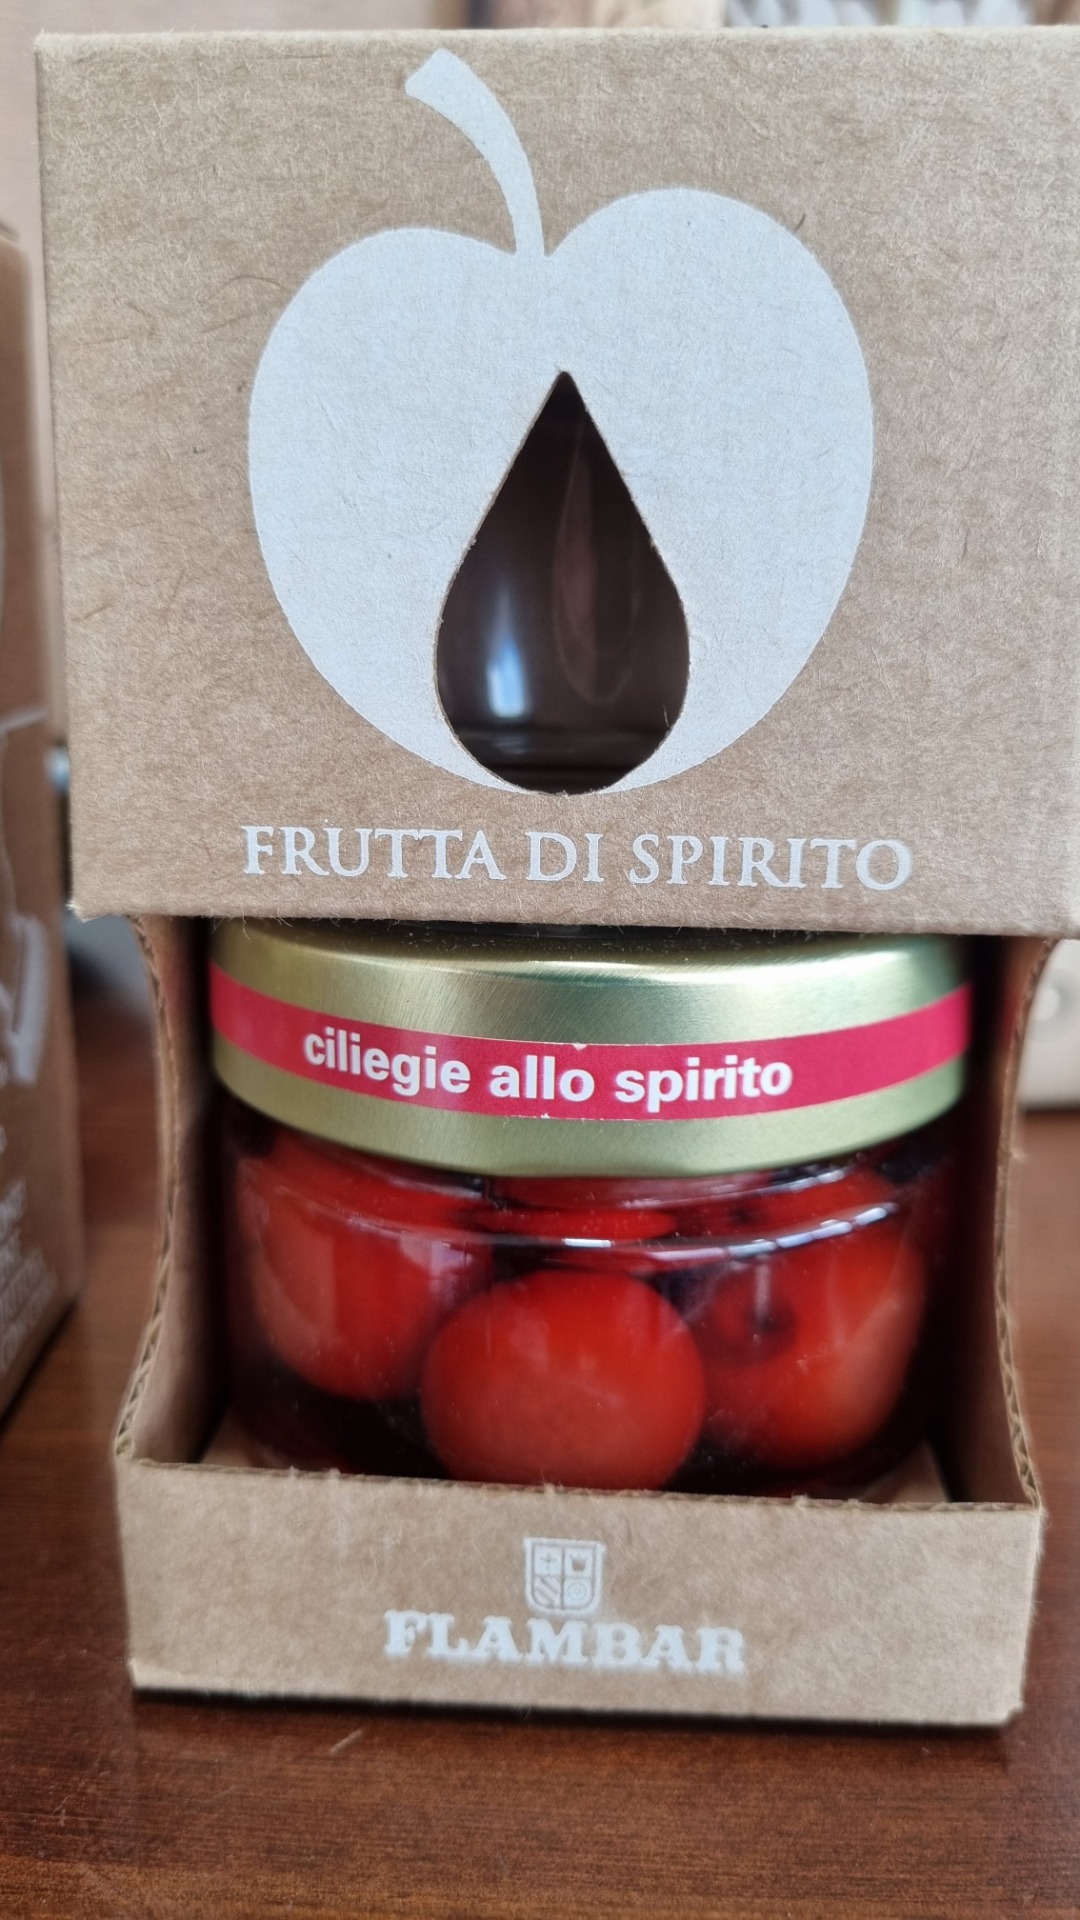 FRUTTA DI SPIRITO
ciliegie allo spirito
FLAMBAR